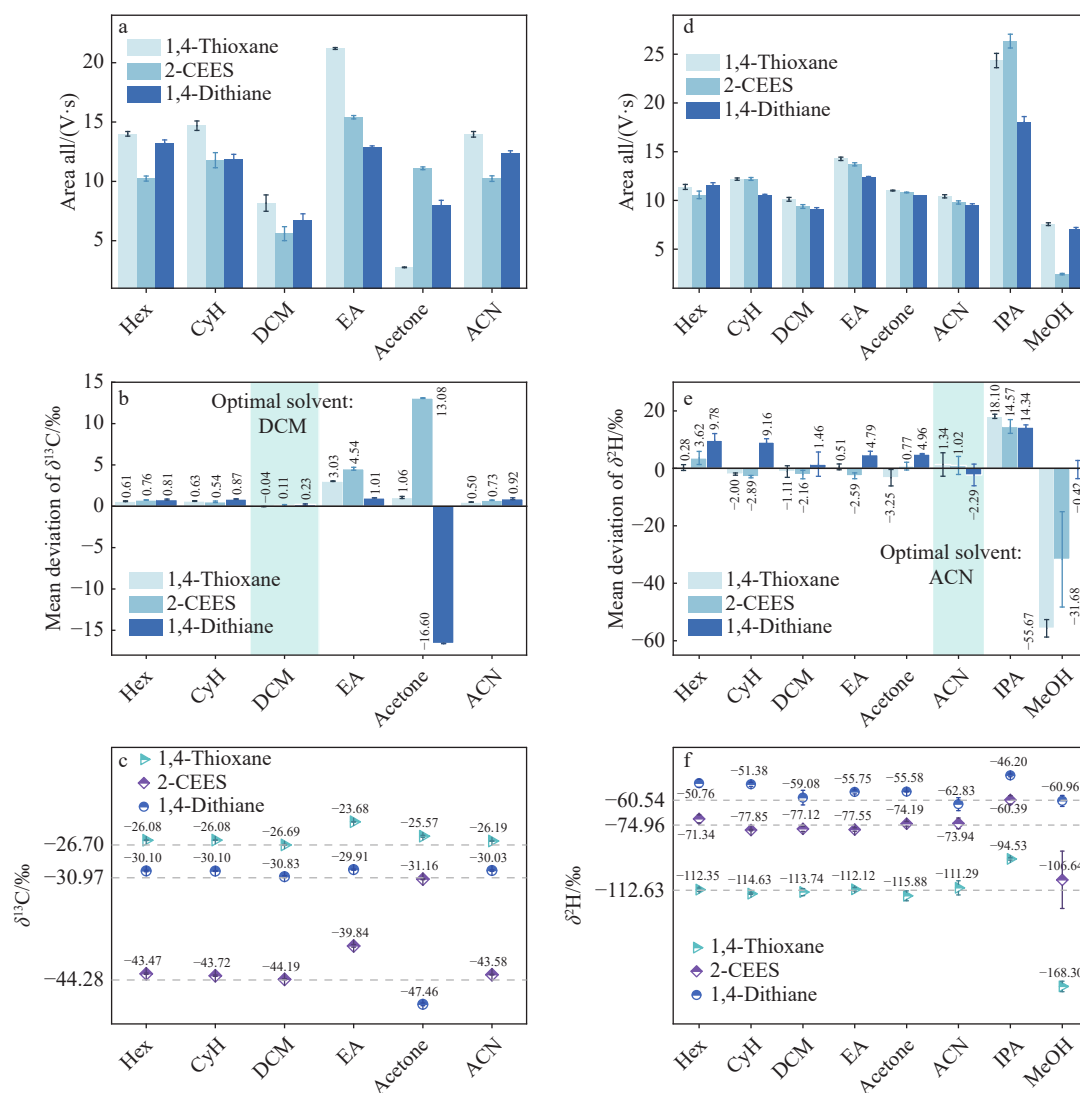 a
1,4-Thioxane
2-CEES
1,4-Dithiane
Area all/(V·s)
20
15
10
5
Hex
CyH
DCM
EA
Acetone
ACN
d
1,4-Thioxane
2-CEES
1,4-Dithiane
Area all/(V·s)
25
20
15
10
5
Hex
CyH
DCM
EA
Acetone
ACN
IPA
MeOH
b
Optimal solvent:
DCM
Mean deviation of δ¹³C/‰
15
10
5
0
−5
−10
−15
0.61
0.76
0.81
0.63
0.54
0.87
−0.04
0.11
0.23
3.03
4.54
1.01
1.06
13.08
−16.60
0.50
0.73
0.92
1,4-Thioxane
2-CEES
1,4-Dithiane
Hex
CyH
DCM
EA
Acetone
ACN
e
Mean deviation of δ²H/‰
20
0
−20
−40
−60
0.28
3.62
9.78
−2.00
−2.89
9.16
−1.11
−2.16
1.46
0.51
−2.59
4.79
−3.25
0.77
4.96
1.34
1.02
−2.29
18.10
14.57
14.34
−55.67
−31.68
−0.42
Optimal solvent:
ACN
1,4-Thioxane
2-CEES
1,4-Dithiane
Hex
CyH
DCM
EA
Acetone
ACN
IPA
MeOH
c
1,4-Thioxane
2-CEES
1,4-Dithiane
δ¹³C/‰
−26.70
−30.97
−44.28
−26.08
−26.08
−26.69
−23.68
−25.57
−26.19
−30.10
−30.10
−30.83
−29.91
−31.16
−30.03
−43.47
−43.72
−44.19
−39.84
−47.46
−43.58
Hex
CyH
DCM
EA
Acetone
ACN
f
δ²H/‰
−60.54
−74.96
−112.63
−50.76
−51.38
−59.08
−55.75
−55.58
−62.83
−46.20
−60.96
−71.34
−77.85
−77.12
−77.55
−74.19
−73.94
−60.39
−106.64
−112.35
−114.63
−113.74
−112.12
−115.88
−111.29
−94.53
−168.30
1,4-Thioxane
2-CEES
1,4-Dithiane
Hex
CyH
DCM
EA
Acetone
ACN
IPA
MeOH